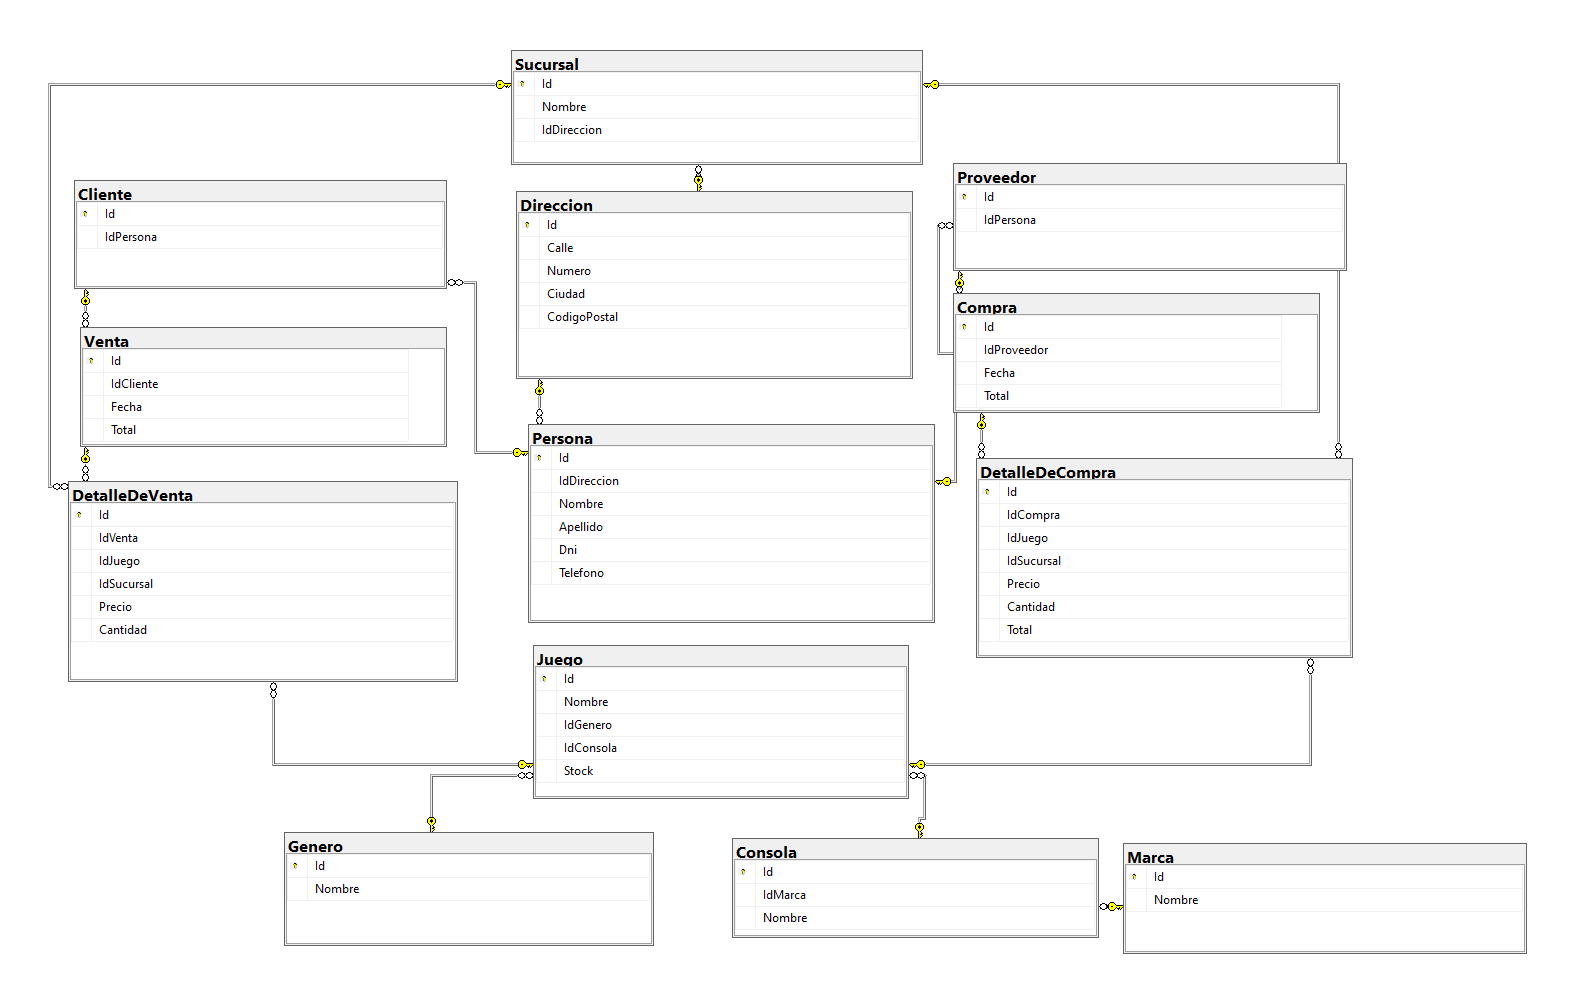 Sucursal
Id
Nombre
IdDireccion
Cliente
Id
IdPersona
Direccion
Id
Calle
Numero
Ciudad
CodigoPostal
Proveedor
Id
IdPersona
Venta
Id
IdCliente
Fecha
Total
Compra
Id
IdProveedor
Fecha
Total
Persona
Id
IdDireccion
Nombre
Apellido
Dni
Telefono
DetalleDeVenta
Id
IdVenta
IdJuego
IdSucursal
Precio
Cantidad
DetalleDeCompra
Id
IdCompra
IdJuego
IdSucursal
Precio
Cantidad
Total
Juego
Id
Nombre
IdGenero
IdConsola
Stock
Genero
Id
Nombre
Consola
Id
IdMarca
Nombre
Marca
Id
Nombre